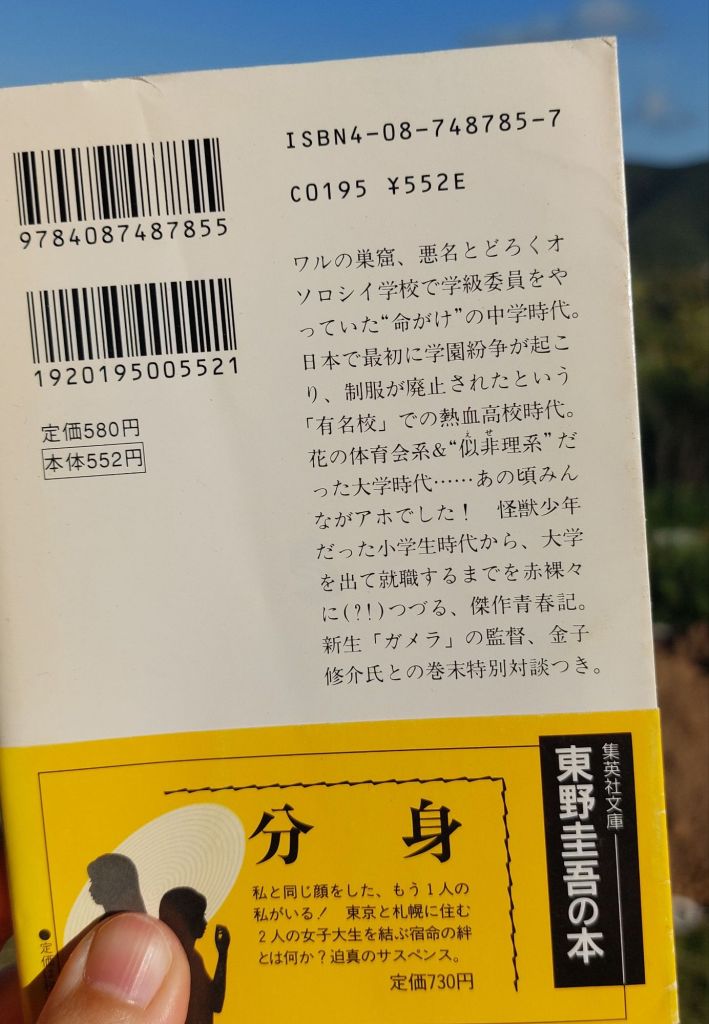 ISBN4-08-748785-7
C0195 ¥552E
9784087487855
1920195005521
定価580円
本体552円
ワルの巣窟、悪名とどろくオ
ソロシイ学校で学級委員をや
っていた“命がけ”の中学時代。
日本で最初に学園紛争が起こ
り、制服が廃止されたという
「有名校」での熱血高校時代。
花の体育会系&“似非理系”だ
えせ
った大学時代……あの頃みん
ながアホでした！　怪獣少年
だった小学生時代から、大学
を出て就職するまでを赤裸々
に(?!)つづる、傑作青春記。
新生「ガメラ」の監督、金子
修介氏との巻末特別対談つき。
集英社文庫
東野圭吾の本
分身
私と同じ顔をした、もう1人の
私がいる！　東京と札幌に住む
2人の女子大生を結ぶ宿命の絆
とは何か？迫真のサスペンス。
定価730円
●定価